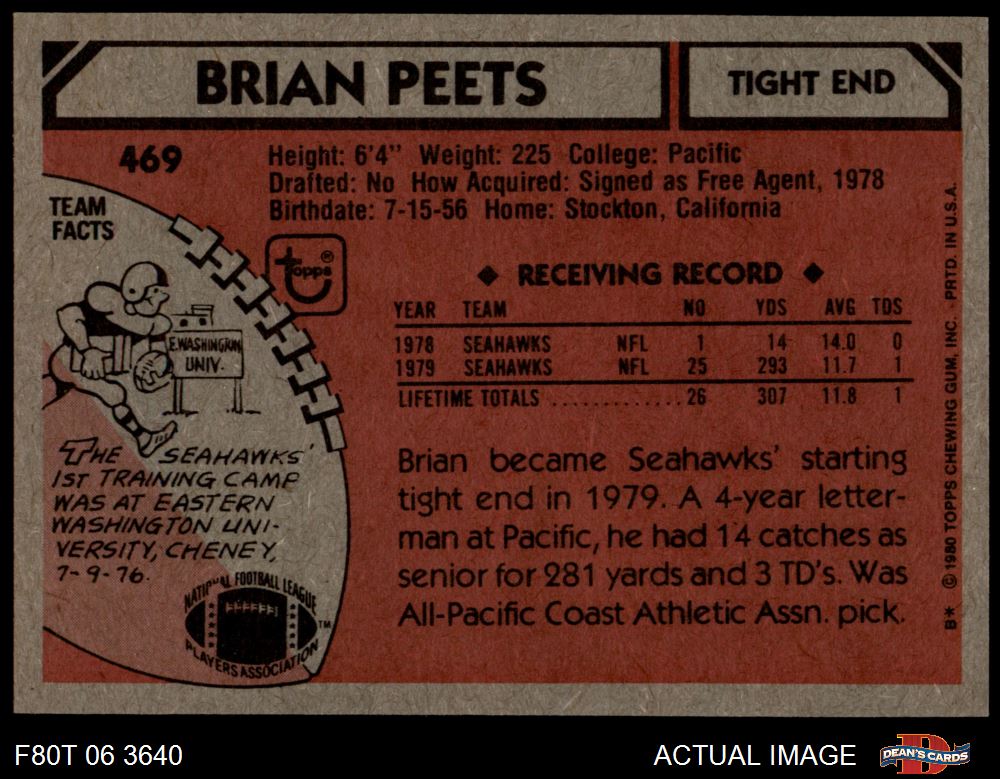 BRIAN PEETS
TIGHT END
469
Height: 6'4" Weight: 225 College: Pacific
Drafted: No How Acquired: Signed as Free Agent, 1978
Birthdate: 7-15-56 Home: Stockton, California
TEAM
FACTS
topps®
E.WASHINGTON
UNIV.
THE SEAHAWKS'
1ST TRAINING CAMP
WAS AT EASTERN
WASHINGTON UNI-
VERSITY, CHENEY,
7-9-76.
NATIONAL FOOTBALL LEAGUE
PLAYERS ASSOCIATION
TM
◆ RECEIVING RECORD ◆
YEAR TEAM NO YDS AVG TDS
1978 SEAHAWKS NFL 1 14 14.0 0
1979 SEAHAWKS NFL 25 293 11.7 1
LIFETIME TOTALS .............26 307 11.8 1
Brian became Seahawks' starting
tight end in 1979. A 4-year letter-
man at Pacific, he had 14 catches as
senior for 281 yards and 3 TD's. Was
All-Pacific Coast Athletic Assn. pick.
B* © 1980 TOPPS CHEWING GUM, INC. PRTD. IN U.S.A.
F80T 06 3640
ACTUAL IMAGE
D
DEAN'S CARDS